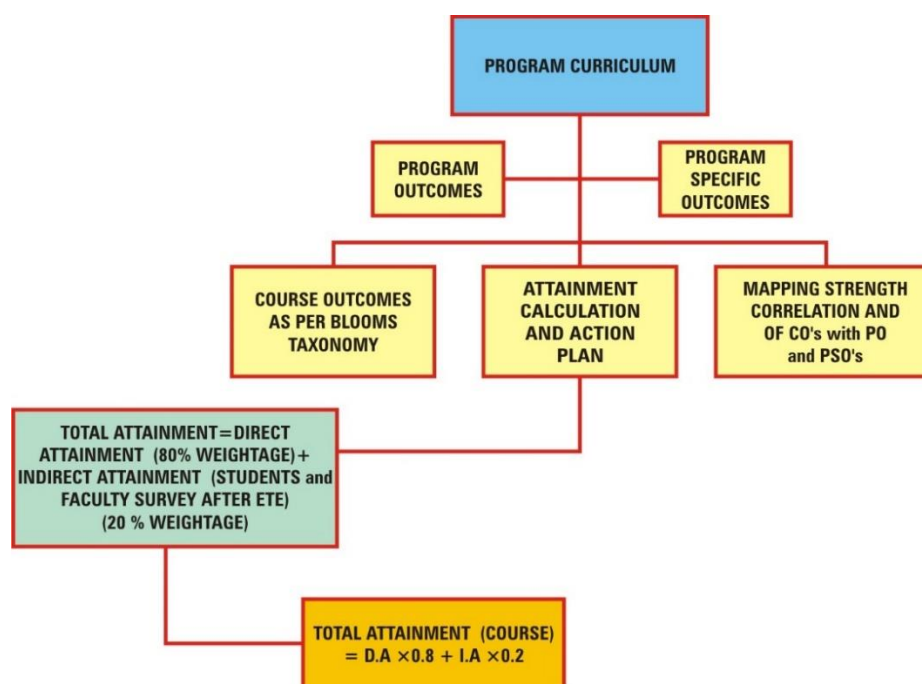 PROGRAM CURRICULUM
PROGRAM
OUTCOMES
PROGRAM
SPECIFIC
OUTCOMES
COURSE OUTCOMES
AS PER BLOOMS
TAXONOMY
ATTAINMENT
CALCULATION
AND ACTION
PLAN
MAPPING STRENGTH
CORRELATION AND
OF CO's with PO
and PSO's
TOTAL ATTAINMENT=DIRECT
ATTAINMENT (80% WEIGHTAGE)+
INDIRECT ATTAINMENT (STUDENTS and
FACULTY SURVEY AFTER ETE)
(20 % WEIGHTAGE)
TOTAL ATTAINMENT (COURSE)
= D.A ×0.8 + I.A ×0.2